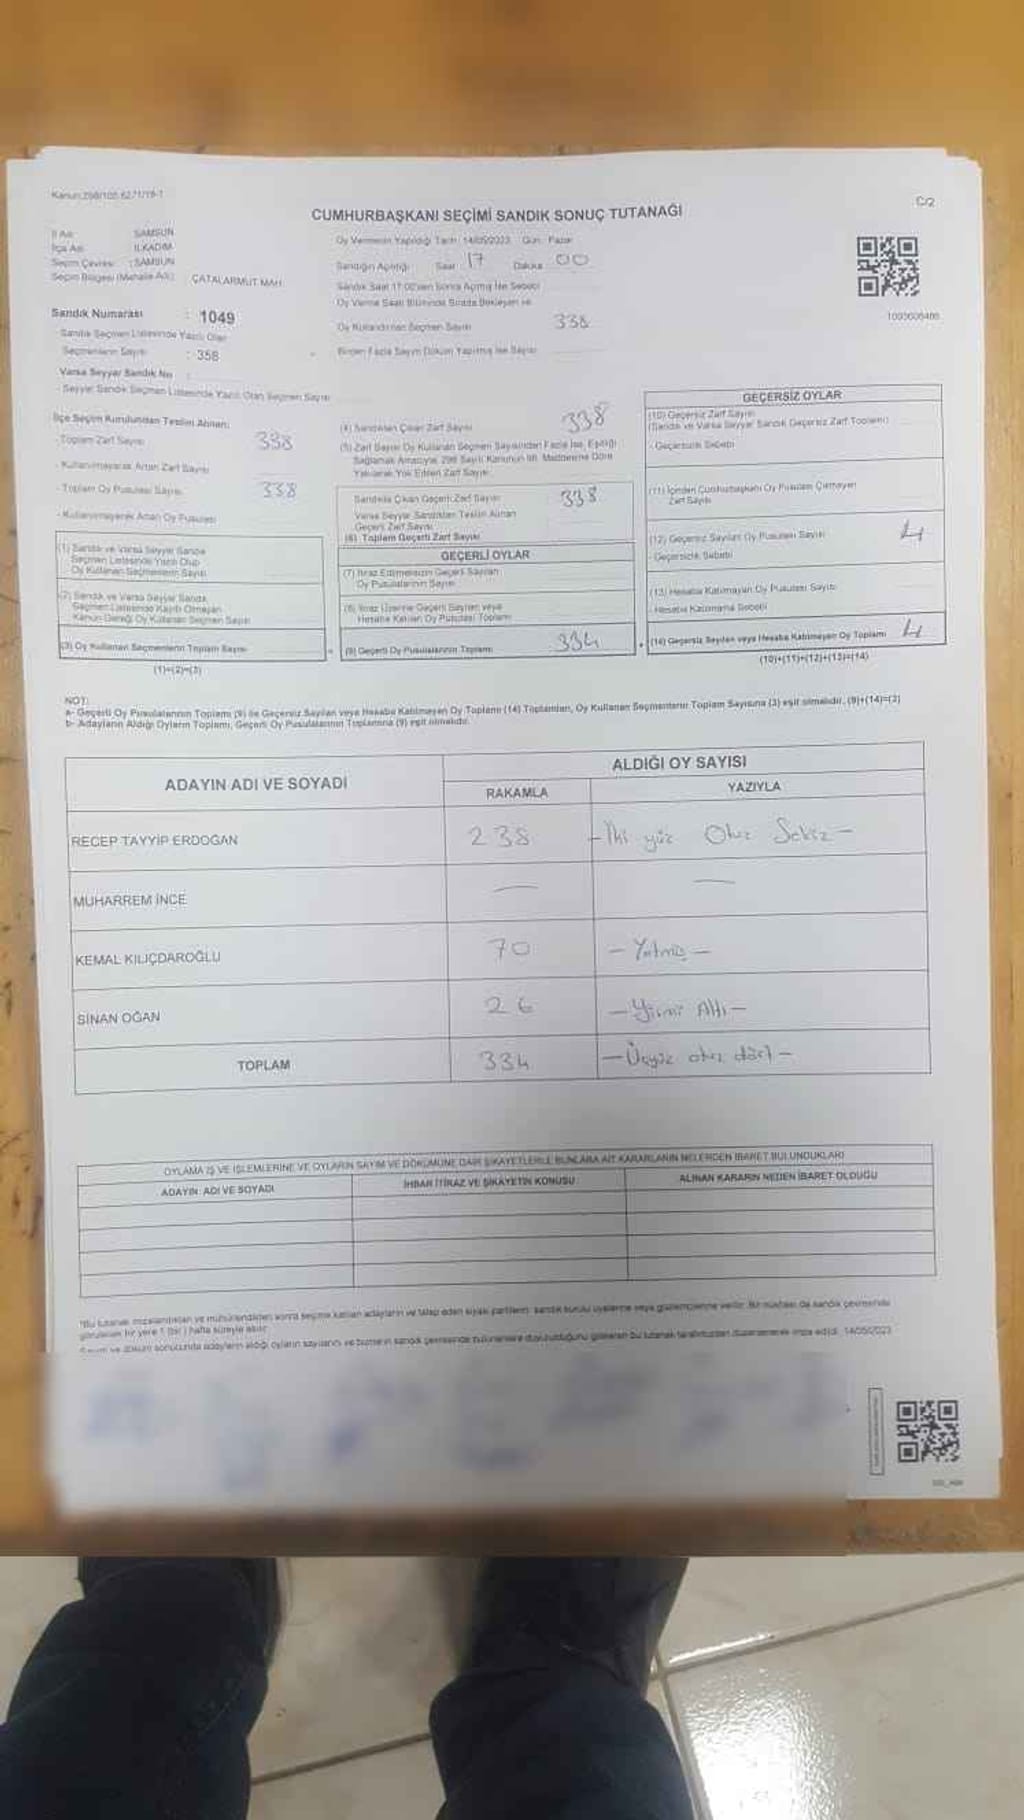 Kanun:298/105 6271/19-1
CUMHURBAŞKANI SEÇİMİ SANDIK SONUÇ TUTANAĞI
C/2
İl Adı SAMSUN
İlçe Adı İLKADIM
Seçim Çevresi : SAMSUN
Seçim Bölgesi (Mahalle Adı) ÇATALARMUT MAH.
Oy Vermenin Yapıldığı Tarih: 14/05/2023 Gün: Pazar
Sandığın Açıldığı Saat 17 Dakika 00
Sandık Saat 17:00'den Sonra Açılmış İse Sebebi
Oy Verme Saati Bitiminde Sırada Bekleyen ve
Oy Kullandırılan Seçmen Sayısı 338
Birden Fazla Sayım Döküm Yapılmış İse Sayısı
Sandık Numarası : 1049
Sandık Seçmen Listesinde Yazılı Olan
Seçmenlerin Sayısı : 358
Varsa Seyyar Sandık No :
- Seyyar Sandık Seçmen Listesinde Yazılı Olan Seçmen Sayısı
İlçe Seçim Kurulundan Teslim Alınan:
- Toplam Zarf Sayısı 338
- Kullanılmayarak Artan Zarf Sayısı
- Toplam Oy Pusulası Sayısı 338
- Kullanılmayarak Artan Oy Pusulası
(1) Sandık ve Varsa Seyyar Sandık
Seçmen Listesinde Yazılı Olup
Oy Kullanan Seçmenlerin Sayısı
(2) Sandık ve Varsa Seyyar Sandık
Seçmen Listesinde Kayıtlı Olmayan
Kanun Gereği Oy Kullanan Seçmen Sayısı
(3) Oy Kullanan Seçmenlerin Toplam Sayısı
(1)+(2)=(3)
(4) Sandıktan Çıkan Zarf Sayısı 338
(5) Zarf Sayısı Oy Kullanan Seçmen Sayısından Fazla İse, Eşitliği
Sağlamak Amacıyla, 298 Sayılı Kanunun 98. Maddesine Göre
Yakılarak Yok Edilen Zarf Sayısı
Sandıkta Çıkan Geçerli Zarf Sayısı 338
Varsa Seyyar Sandıktan Teslim Alınan
Geçerli Zarf Sayısı
(6) Toplam Geçerli Zarf Sayısı
GEÇERLİ OYLAR
(7) İtiraz Edilmeksizin Geçerli Sayılan
Oy Pusulalarının Sayısı
(8) İtiraz Üzerine Geçerli Sayılan veya
Hesaba Katılan Oy Pusulası Toplamı
(9) Geçerli Oy Pusulalarının Toplamı 334
GEÇERSİZ OYLAR
(10) Geçersiz Zarf Sayısı
(Sandık ve Varsa Seyyar Sandık Geçersiz Zarf Toplamı)
- Geçersizlik Sebebi
(11) İçinden Cumhurbaşkanı Oy Pusulası Çıkmayan
Zarf Sayısı
(12) Geçersiz Sayılan Oy Pusulası Sayısı 4
- Geçersizlik Sebebi
(13) Hesaba Katılmayan Oy Pusulası Sayısı
- Hesaba Katılmama Sebebi
(14) Geçersiz Sayılan veya Hesaba Katılmayan Oy Toplamı 4
(10)+(11)+(12)+(13)=(14)
NOT:
a- Geçerli Oy Pusulalarının Toplamı (9) ile Geçersiz Sayılan veya Hesaba Katılmayan Oy Toplamı (14) Toplamları, Oy Kullanan Seçmenlerin Toplam Sayısına (3) eşit olmalıdır. (9)+(14)=(3)
b- Adayların Aldığı Oyların Toplamı, Geçerli Oy Pusulalarının Toplamına (9) eşit olmalıdır.
ADAYIN ADI VE SOYADI
ALDIĞI OY SAYISI
RAKAMLA YAZIYLA
RECEP TAYYİP ERDOĞAN 238 -İki yüz Otuz Sekiz-
MUHARREM İNCE — —
KEMAL KILIÇDAROĞLU 70 - Yetmiş -
SİNAN OĞAN 26 - Yirmi Altı -
TOPLAM 334 - Üçyüz otuz dört -
OYLAMA İŞ VE İŞLEMLERİNE VE OYLARIN SAYIM VE DÖKÜMÜNE DAİR ŞİKAYETLERLE BUNLARA AİT KARARLARIN NELERDEN İBARET BULUNDUKLARI
ADAYIN ADI VE SOYADI İHBAR İTİRAZ VE ŞİKAYETİN KONUSU ALINAN KARARIN NEDEN İBARET OLDUĞU
*Bu tutanak imzalandıktan ve mühürlendikten sonra seçime katılan adayların ve talep eden siyasi partilerin sandık kurulu üyelerine veya gözlemcilerine verilir. Bir nüshası da sandık çevresinde
görülecek bir yere 1 (bir) hafta süreyle asılır.
Sayım ve döküm sonucunda adayların aldığı oyların sayılarını ve bunların sandık çevresinde bulunanlara duyurulduğunu gösteren bu tutanak tarafımızdan düzenlenerek imza edildi. 14/05/2023